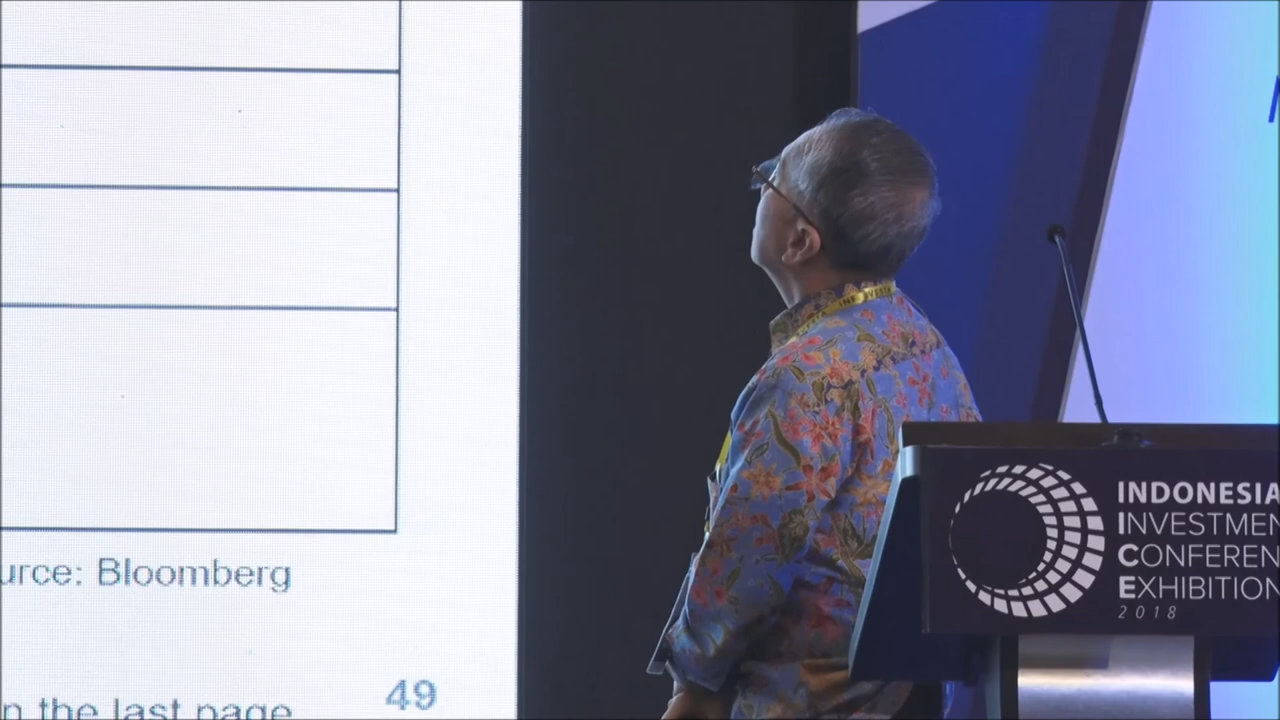 urce: Bloomberg
n the last page
49
INDONESIA
INVESTMEN
CONFEREN
EXHIBITION
2018